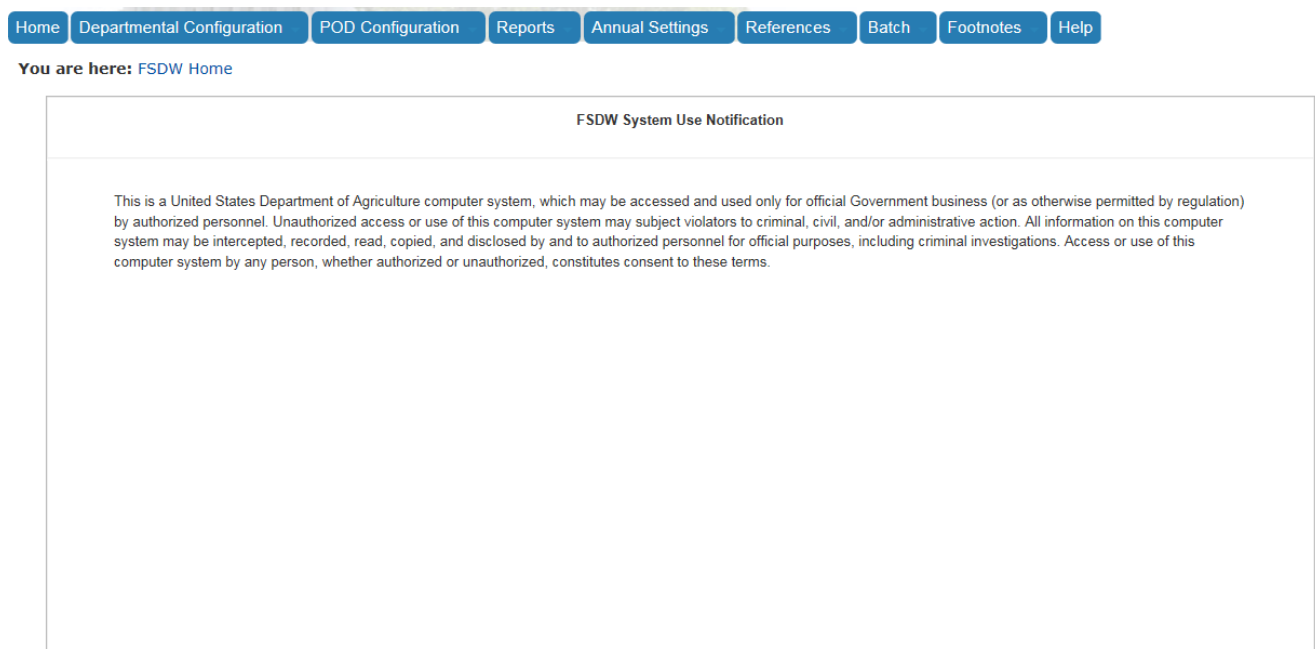 Home Departmental Configuration POD Configuration Reports Annual Settings References Batch Footnotes Help
You are here: FSDW Home
FSDW System Use Notification
This is a United States Department of Agriculture computer system, which may be accessed and used only for official Government business (or as otherwise permitted by regulation)
by authorized personnel. Unauthorized access or use of this computer system may subject violators to criminal, civil, and/or administrative action. All information on this computer
system may be intercepted, recorded, read, copied, and disclosed by and to authorized personnel for official purposes, including criminal investigations. Access or use of this
computer system by any person, whether authorized or unauthorized, constitutes consent to these terms.